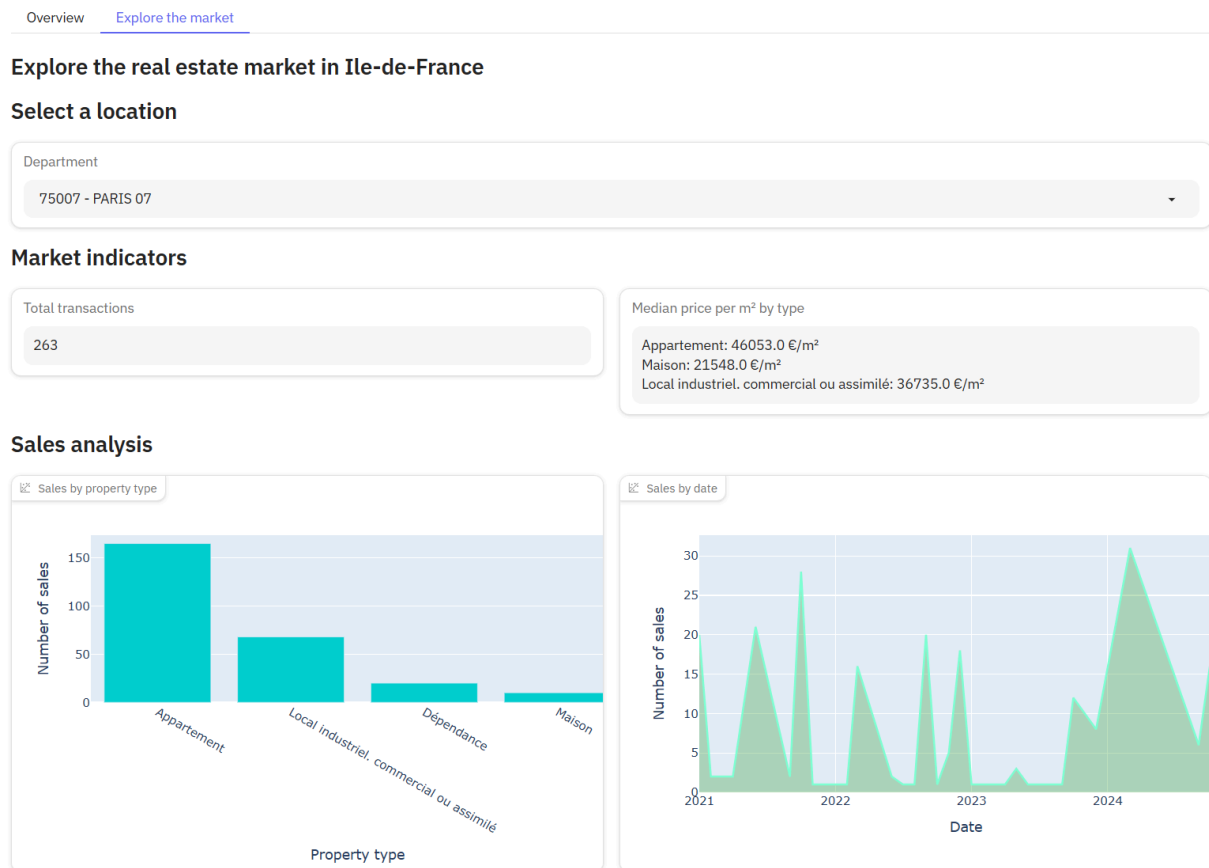 Overview
Explore the market
Explore the real estate market in Ile-de-France
Select a location
Department
75007 - PARIS 07
Market indicators
Total transactions
263
Median price per m² by type
Appartement: 46053.0 €/m²
Maison: 21548.0 €/m²
Local industriel. commercial ou assimilé: 36735.0 €/m²
Sales analysis
Sales by property type
Number of sales
150
100
50
0
Appartement
Local industriel. commercial ou assimilé
Dépendance
Maison
Property type
Sales by date
Number of sales
30
25
20
15
10
5
0
2021
2022
2023
2024
Date